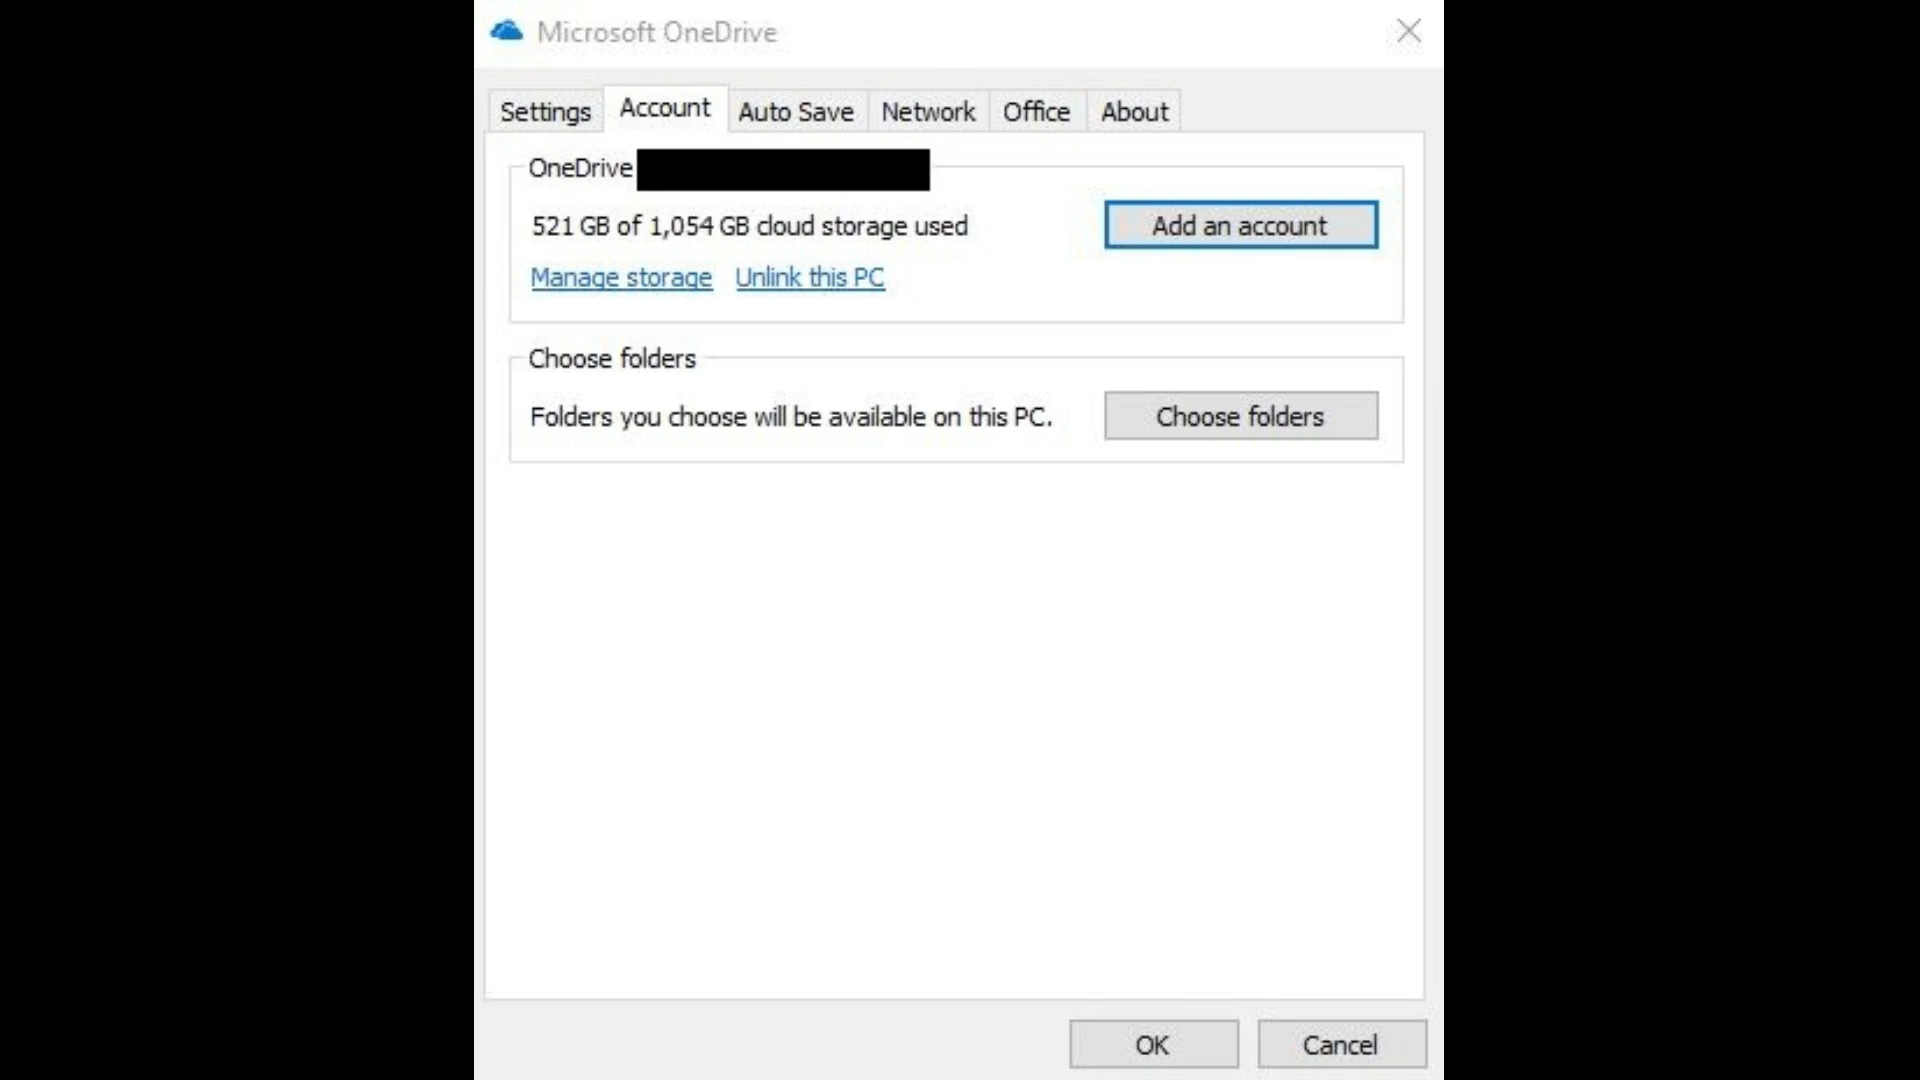 Microsoft OneDrive
Settings Account Auto Save Network Office About
OneDrive
521 GB of 1,054 GB cloud storage used
Add an account
Manage storage Unlink this PC
Choose folders
Folders you choose will be available on this PC.
Choose folders
OK Cancel